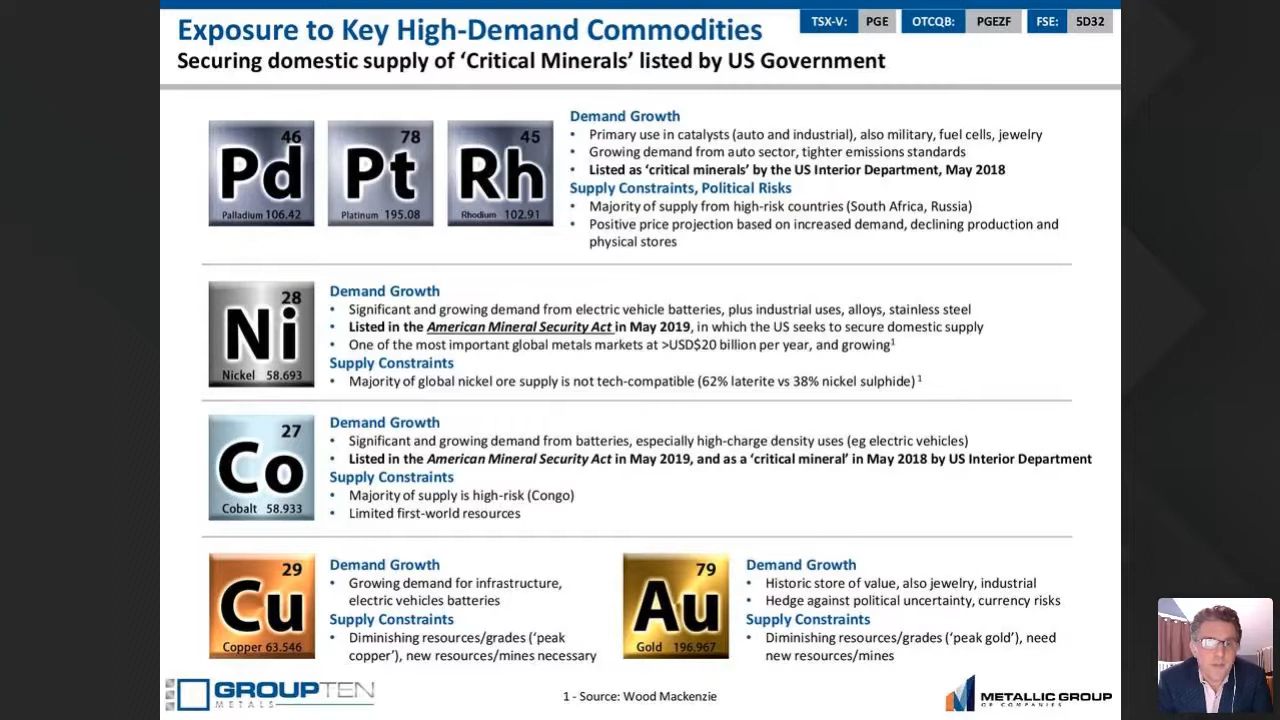 Exposure to Key High-Demand Commodities
TSX-V: PGE OTCQB: PGEZF FSE: 5D32
Securing domestic supply of ‘Critical Minerals’ listed by US Government
46
Pd
Palladium 106.42
78
Pt
Platinum 195.08
45
Rh
Rhodium 102.91
Demand Growth
• Primary use in catalysts (auto and industrial), also military, fuel cells, jewelry
• Growing demand from auto sector, tighter emissions standards
• Listed as ‘critical minerals’ by the US Interior Department, May 2018
Supply Constraints, Political Risks
• Majority of supply from high-risk countries (South Africa, Russia)
• Positive price projection based on increased demand, declining production and
physical stores
28
Ni
Nickel 58.693
Demand Growth
• Significant and growing demand from electric vehicle batteries, plus industrial uses, alloys, stainless steel
• Listed in the American Mineral Security Act in May 2019, in which the US seeks to secure domestic supply
• One of the most important global metals markets at >USD$20 billion per year, and growing1
Supply Constraints
• Majority of global nickel ore supply is not tech-compatible (62% laterite vs 38% nickel sulphide) 1
27
Co
Cobalt 58.933
Demand Growth
• Significant and growing demand from batteries, especially high-charge density uses (eg electric vehicles)
• Listed in the American Mineral Security Act in May 2019, and as a ‘critical mineral’ in May 2018 by US Interior Department
Supply Constraints
• Majority of supply is high-risk (Congo)
• Limited first-world resources
29
Cu
Copper 63.546
Demand Growth
• Growing demand for infrastructure,
electric vehicles batteries
Supply Constraints
• Diminishing resources/grades (‘peak
copper’), new resources/mines necessary
79
Au
Gold 196.967
Demand Growth
• Historic store of value, also jewelry, industrial
• Hedge against political uncertainty, currency risks
Supply Constraints
• Diminishing resources/grades (‘peak gold’), need
new resources/mines
GROUPTEN
METALS
1 - Source: Wood Mackenzie
METALLIC GROUP
OF COMPANIES